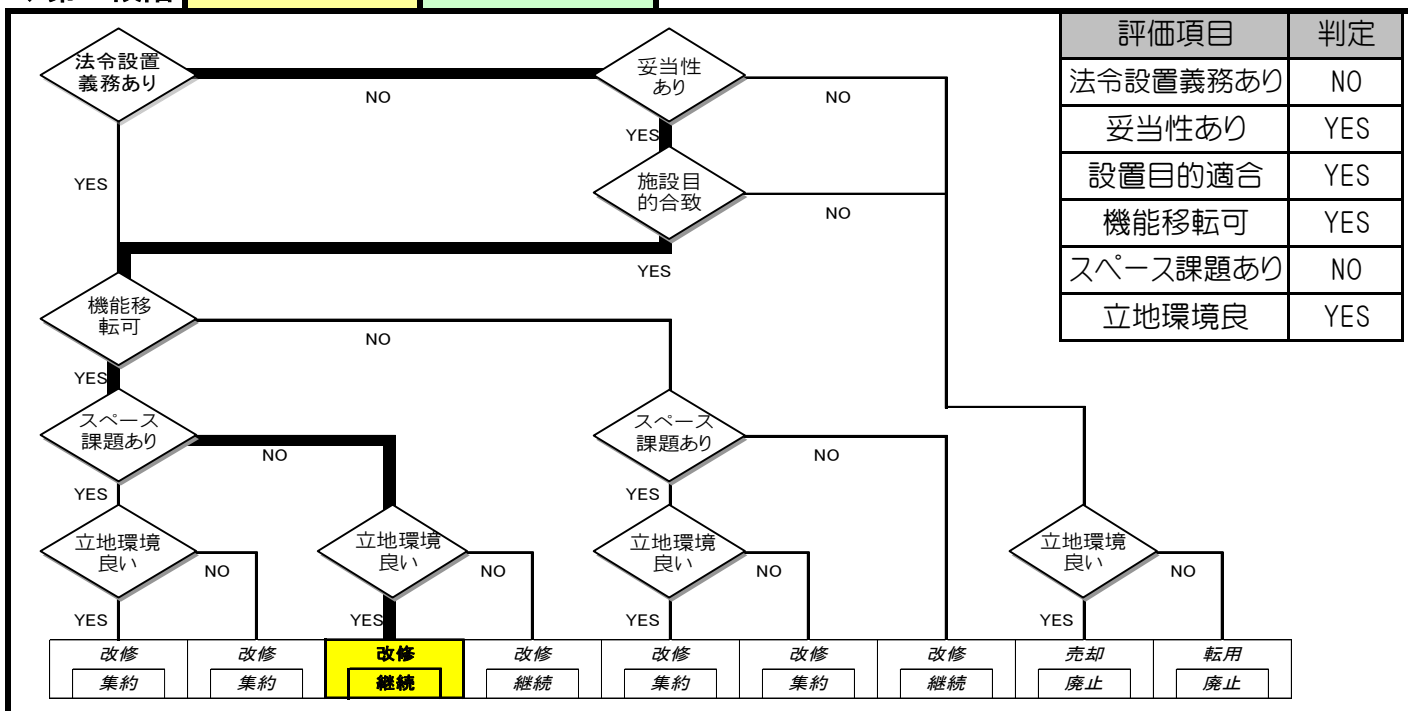 法令設置
義務あり
NO
妥当性
あり
NO
YES
YES
施設目
的合致
NO
YES
機能移
転可
NO
YES
スペース
課題あり
NO
スペース
課題あり
NO
YES
YES
立地環境
良い
NO
立地環境
良い
NO
立地環境
良い
NO
立地環境
良い
NO
YES
YES
YES
YES
改修
改修
改修
改修
改修
改修
改修
売却
転用
集約
集約
継続
継続
集約
集約
継続
廃止
廃止
評価項目 判定
法令設置義務あり NO
妥当性あり YES
設置目的適合 YES
機能移転可 YES
スペース課題あり NO
立地環境良 YES